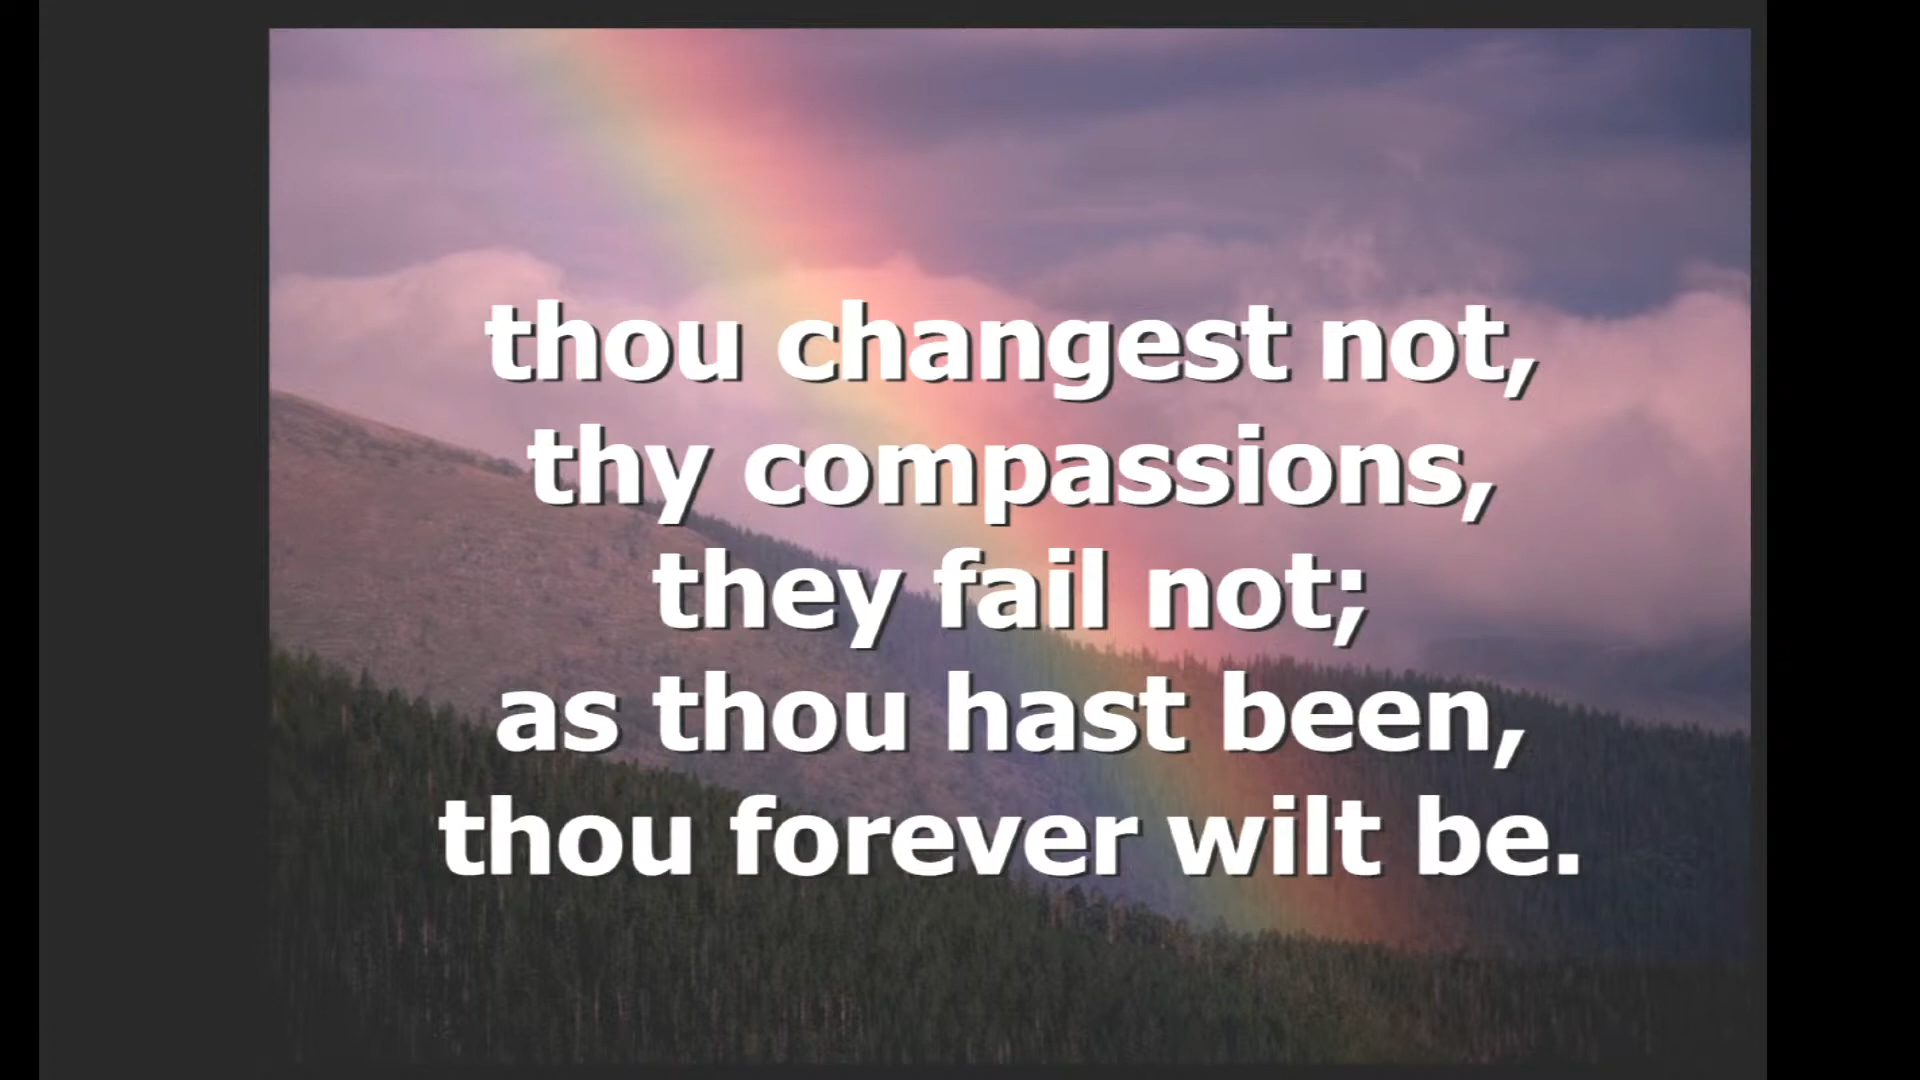 thou changest not,
thy compassions,
they fail not;
as thou hast been,
thou forever wilt be.